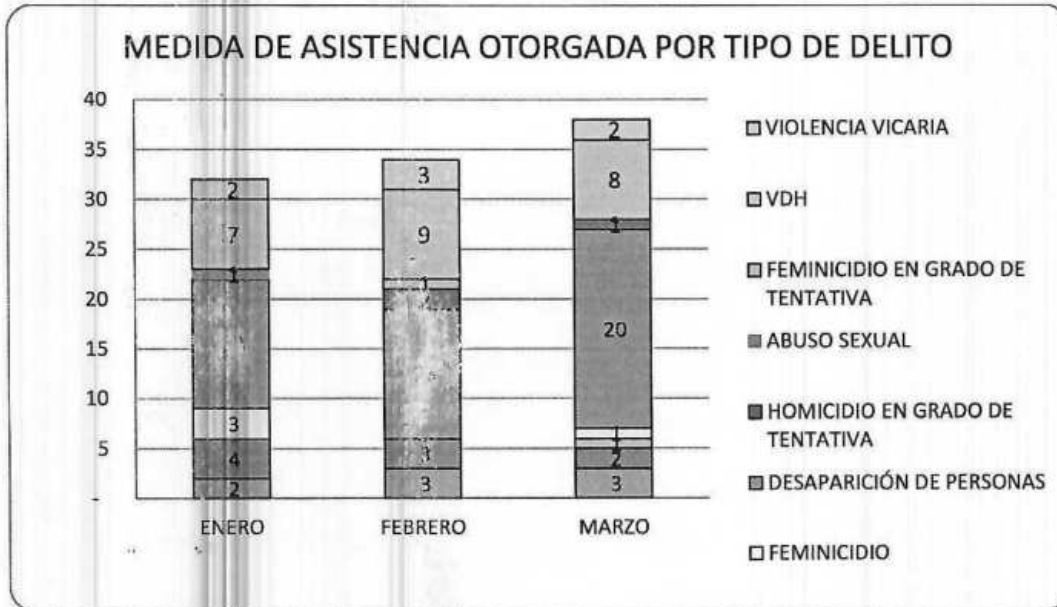 MEDIDA DE ASISTENCIA OTORGADA POR TIPO DE DELITO
40
35
30
25
20
15
10
5
-
2
7
1
3
4
2
3
9
1
3
2
8
1
20
1
1
2
3
ENERO
FEBRERO
MARZO
VIOLENCIA VICARIA
VDH
FEMINICIDIO EN GRADO DE
TENTATIVA
ABUSO SEXUAL
HOMICIDIO EN GRADO DE
TENTATIVA
DESAPARICIÓN DE PERSONAS
FEMINICIDIO